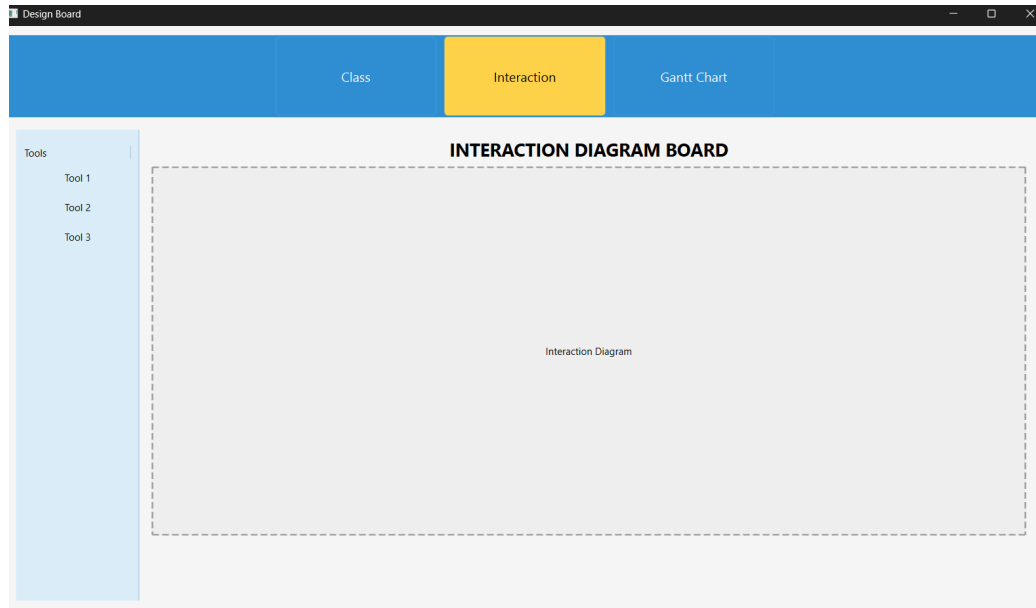 Design Board
Class
Interaction
Gantt Chart
Tools
Tool 1
Tool 2
Tool 3
INTERACTION DIAGRAM BOARD
Interaction Diagram